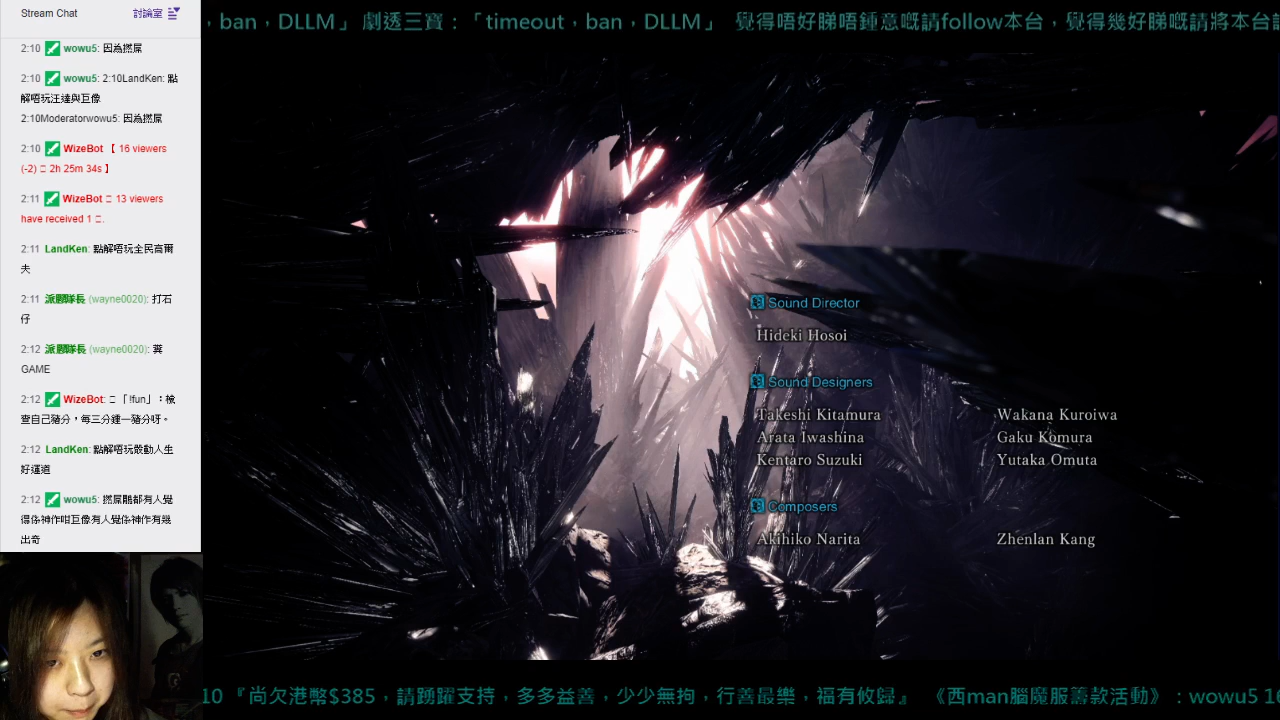 Stream Chat
討論室
，ban，DLLM」 劇透三寶：「timeout，ban，DLLM」 覺得唔好睇唔鍾意嘅請follow本台，覺得幾好睇嘅請將本台
2:10 wowu5: 因為撚屎
2:10 wowu5: 2:10LandKen: 點
解唔玩汪達與巨像
2:10Moderatorwowu5: 因為撚屎
2:10 WizeBot 【 16 viewers
(-2) 2h 25m 34s 】
2:11 WizeBot 13 viewers
have received 1
2:11 LandKen: 點解唔玩全民高爾
夫
2:11 派膠隊長 (wayne0020): 打石
仔
2:12 派膠隊長 (wayne0020): 糞
GAME
2:12 WizeBot: 「!fun」：檢
查自己豬分，每三分鐘一豬分呀。
2:12 LandKen: 點解唔玩鼓動人生
好運道
2:12 wowu5: 撚屎鵰都有人覺
得係神作咁巨像有人覺係神作有幾
出奇
Sound Director
Hideki Hosoi
Sound Designers
Takeshi Kitamura Wakana Kuroiwa
Arata Iwashina Gaku Komura
Kentaro Suzuki Yutaka Omuta
Composers
Akihiko Narita Zhenlan Kang
10 『尚欠港幣$385，請踴躍支持，多多益善，少少無拘，行善最樂，福有攸歸』 《西man腦魔服籌款活動》：wowu5 10